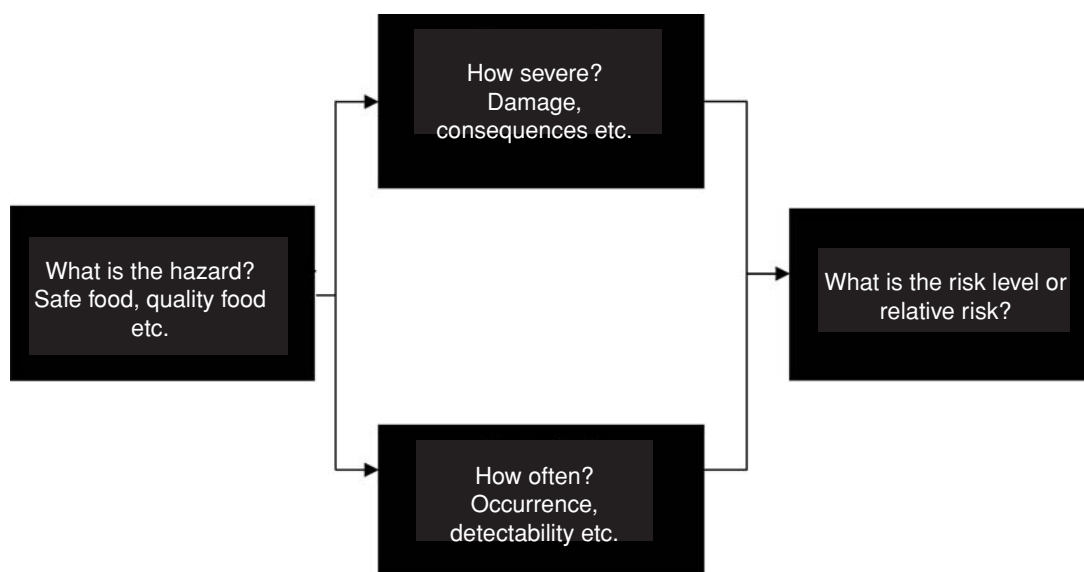 How severe?
Damage,
consequences etc.
What is the hazard?
Safe food, quality food
etc.
What is the risk level or
relative risk?
How often?
Occurrence,
detectability etc.